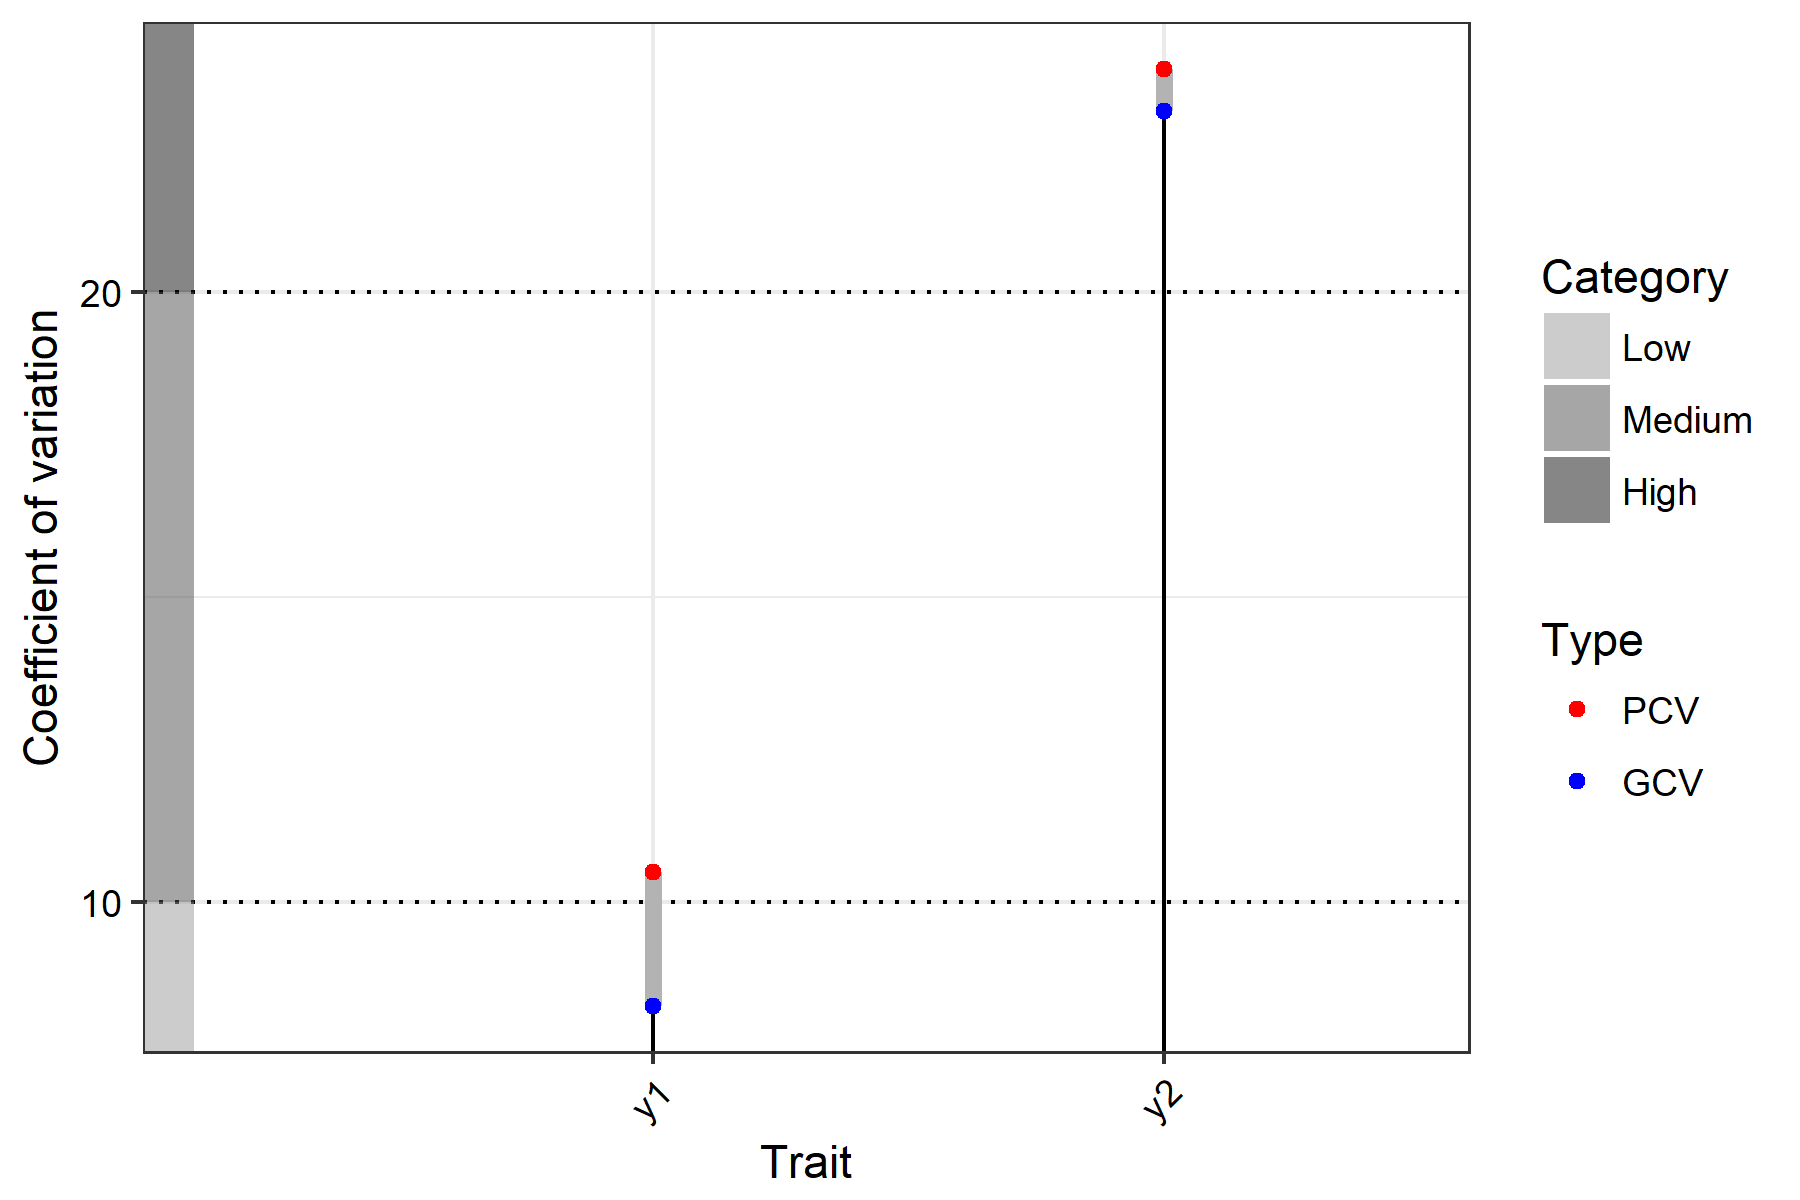 Coefficient of variation
20
10
y1
y2
Trait
Category
Low
Medium
High
Type
PCV
GCV